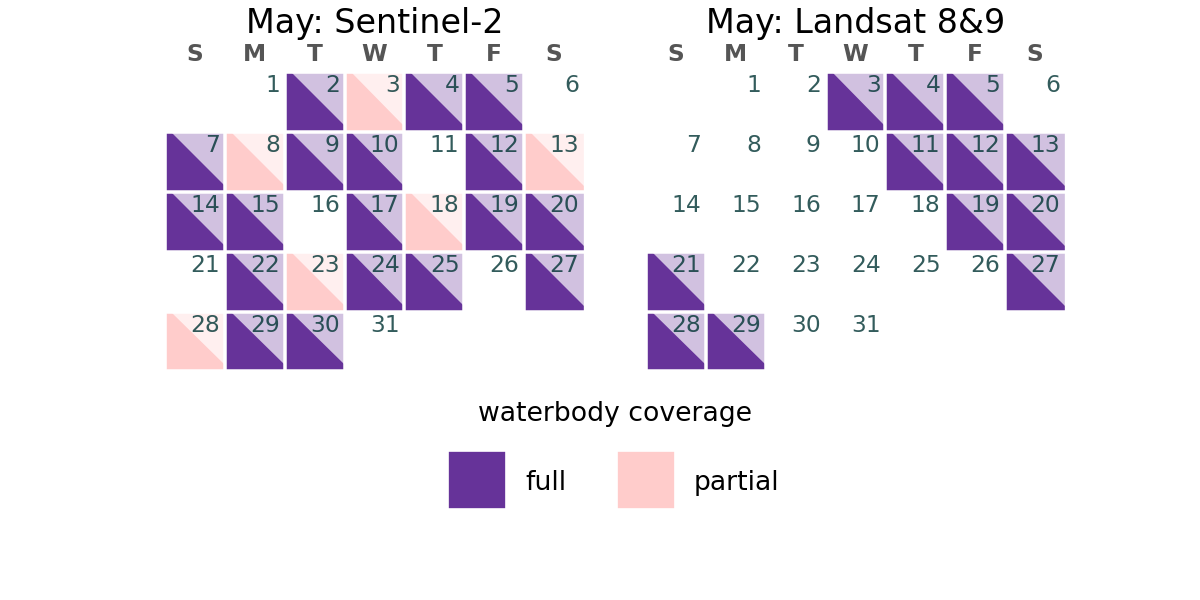 May: Sentinel-2
S M T W T F S
1 2 3 4 5 6
7 8 9 10 11 12 13
14 15 16 17 18 19 20
21 22 23 24 25 26 27
28 29 30 31
May: Landsat 8&9
S M T W T F S
1 2 3 4 5 6
7 8 9 10 11 12 13
14 15 16 17 18 19 20
21 22 23 24 25 26 27
28 29 30 31
waterbody coverage
full partial